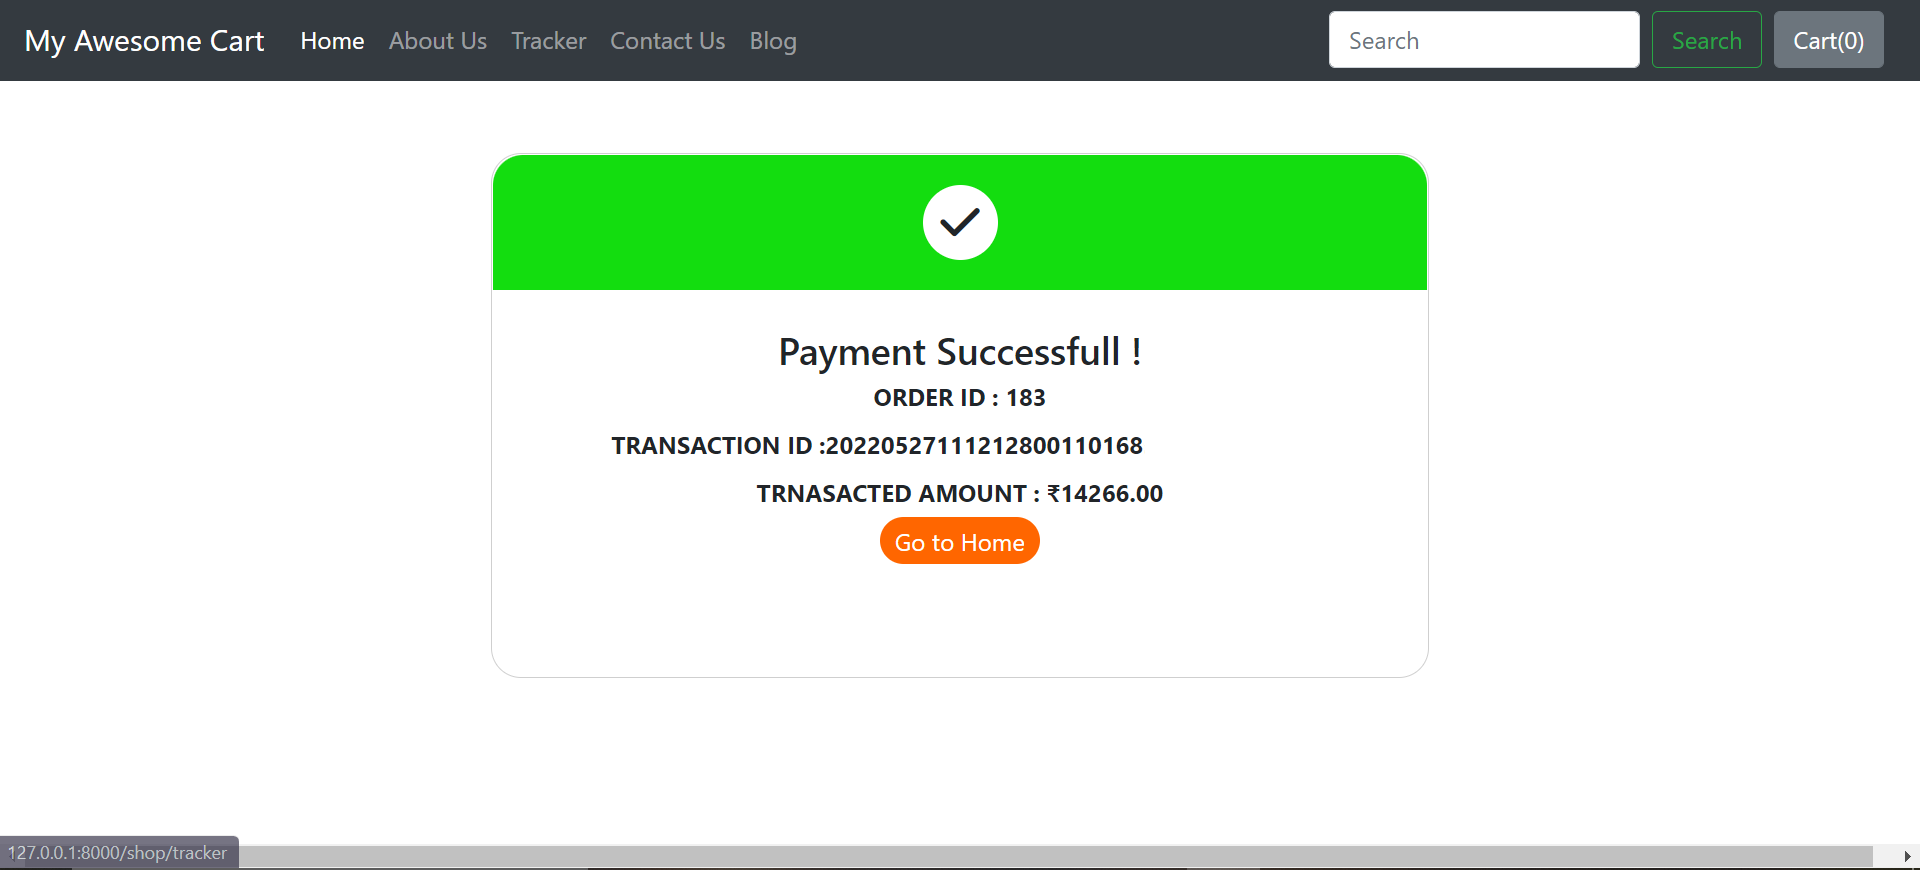 My Awesome Cart Home About Us Tracker Contact Us Blog Search Search Cart(0)
Payment Successfull !
ORDER ID : 183
TRANSACTION ID :20220527111212800110168
TRNASACTED AMOUNT : ₹14266.00
Go to Home
127.0.0.1:8000/shop/tracker